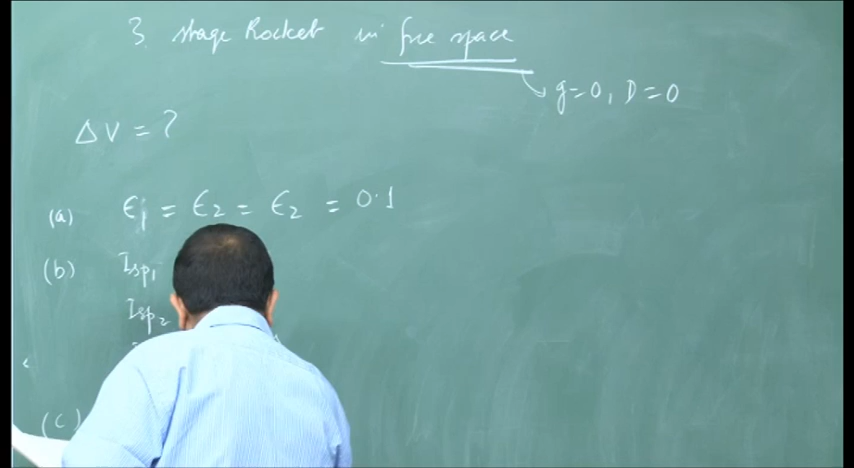 3 stage Rocket in free space
g=0, D=0
ΔV = ?
(a) ϵ₁ = ϵ₂ = ϵ₂ = 0.1
(b) Isp₁
Isp₂
(c)